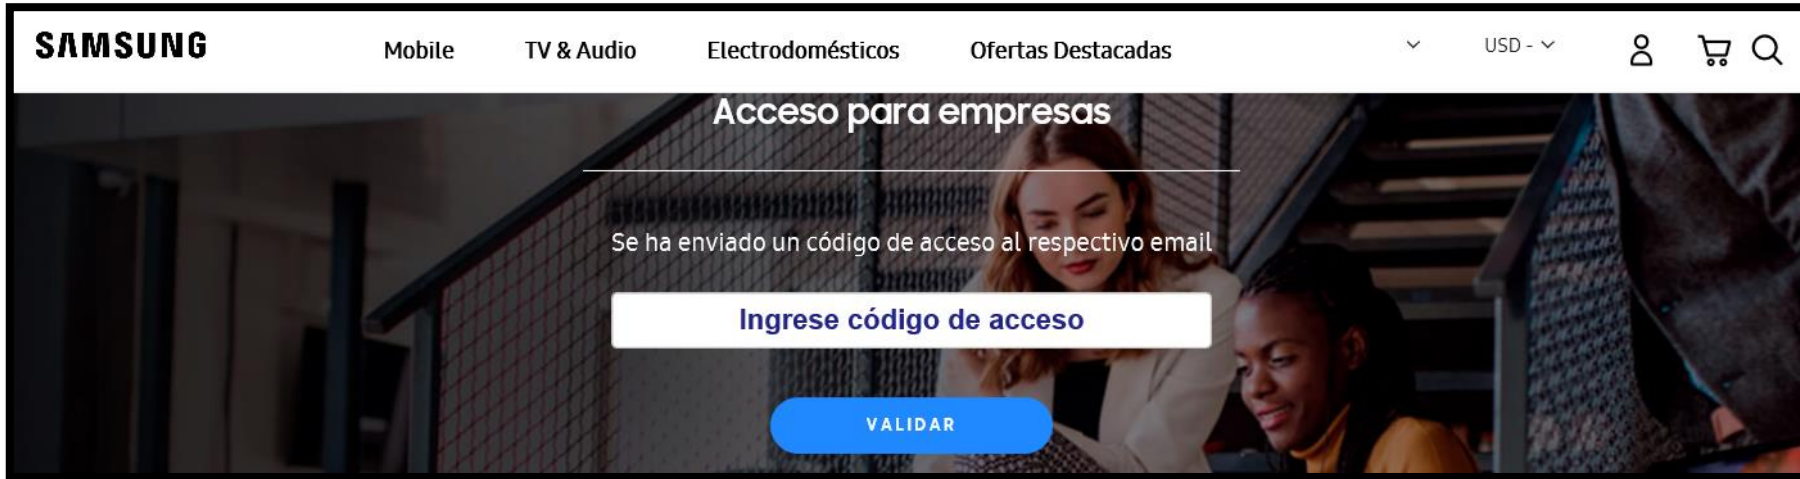 SAMSUNG
Mobile TV & Audio Electrodomésticos Ofertas Destacadas USD -
Acceso para empresas
Se ha enviado un código de acceso al respectivo email
Ingrese código de acceso
VALIDAR